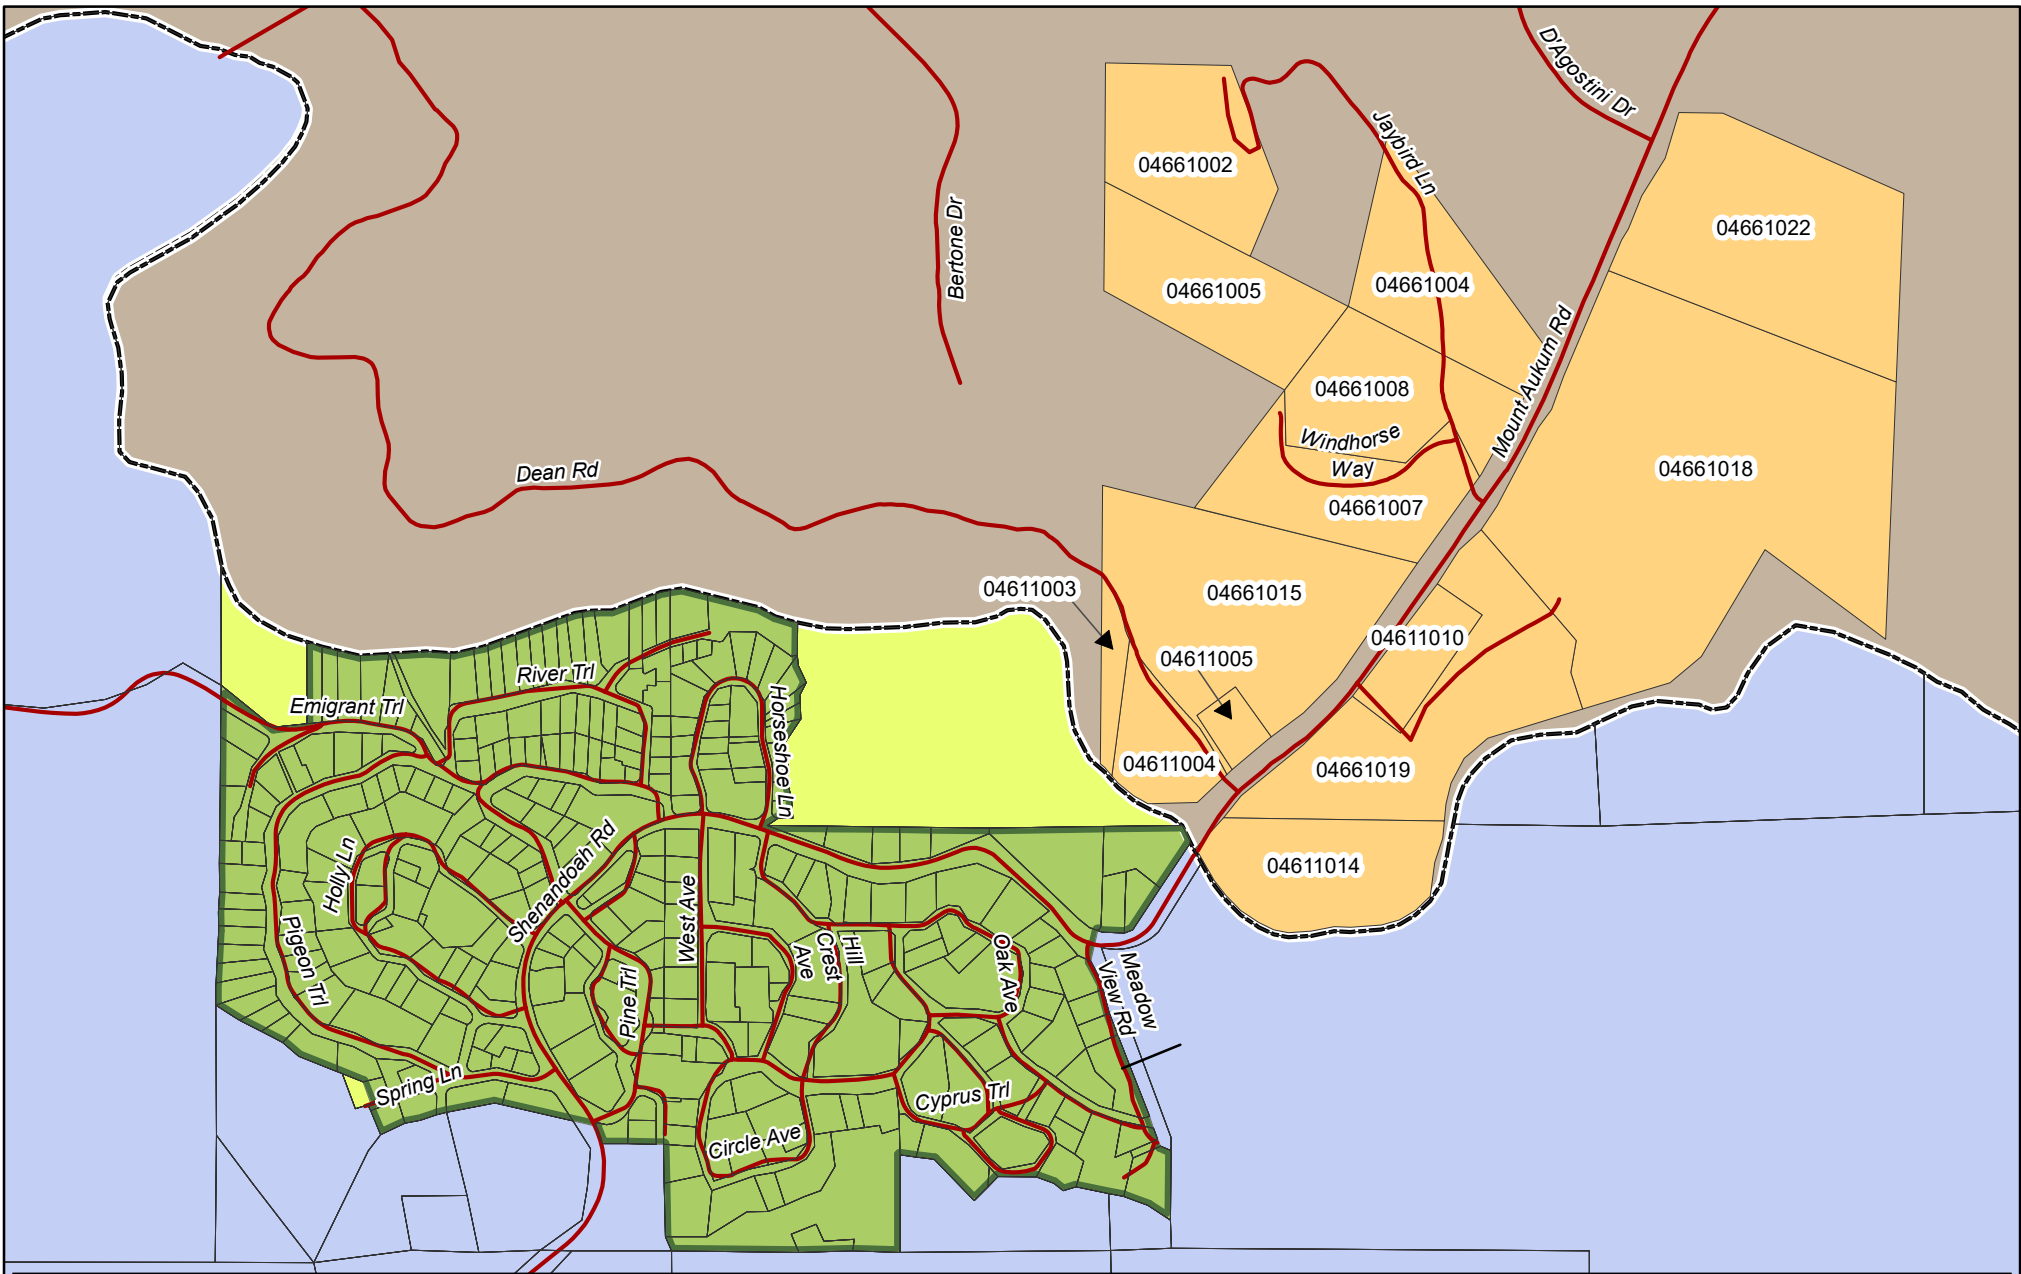 D'Agostini Dr
Jaybird Ln
04661002
04661022
Bertone Dr
04661005
04661004
Mount Aukum Rd
04661008
Windhorse
Way
Dean Rd
04661018
04661007
04611003
04661015
04611010
04611005
River Trl
Emigrant Trl
Horseshoe Ln
04611004
04661019
Holly Ln
Shenandoah Rd
04611014
West Ave
Pigeon Trl
Hill
Crest
Ave
Oak Ave
Pine Trl
Meadow
View Rd
Spring Ln
Cyprus Trl
Circle Ave